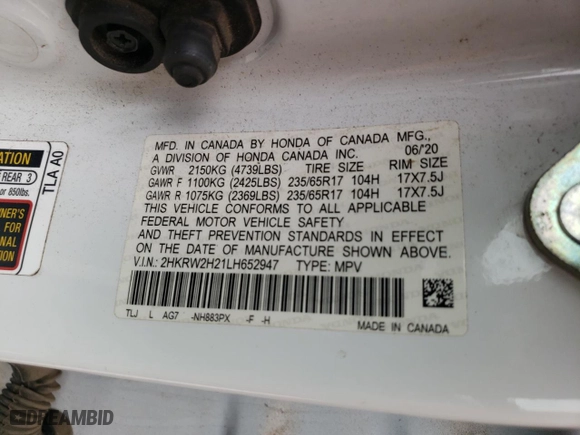 MFD. IN CANADA BY HONDA OF CANADA MFG.,
A DIVISION OF HONDA CANADA INC. 06/20
GVWR 2150KG (4739LBS) TIRE SIZE RIM SIZE
GAWR F 1100KG (2425LBS) 235/65R17 104H 17X7.5J
GAWR R 1075KG (2369LBS) 235/65R17 104H 17X7.5J
THIS VEHICLE CONFORMS TO ALL APPLICABLE
FEDERAL MOTOR VEHICLE SAFETY
AND THEFT PREVENTION STANDARDS IN EFFECT
ON THE DATE OF MANUFACTURE SHOWN ABOVE.
V.I.N.: 2HKRW2H21LH652947 TYPE: MPV
TLJ L AG7 -NH883PX -F -H
MADE IN CANADA
TLA A0
REAR 3
or 850lbs.
DREAMBID